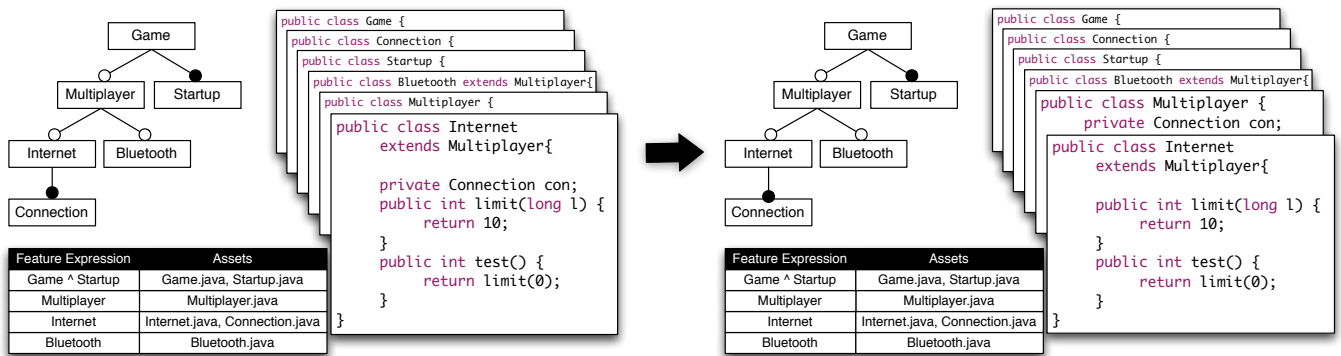 Game
Multiplayer
Startup
Internet
Bluetooth
Connection
Feature Expression Assets
Game ^ Startup Game.java, Startup.java
Multiplayer Multiplayer.java
Internet Internet.java, Connection.java
Bluetooth Bluetooth.java
public class Game {
public class Connection {
public class Startup {
public class Bluetooth extends Multiplayer{
public class Multiplayer {
public class Internet
extends Multiplayer{
private Connection con;
public int limit(long l) {
return 10;
}
public int test() {
return limit(0);
}
}
Game
Multiplayer
Startup
Internet
Bluetooth
Connection
Feature Expression Assets
Game ^ Startup Game.java, Startup.java
Multiplayer Multiplayer.java
Internet Internet.java, Connection.java
Bluetooth Bluetooth.java
public class Game {
public class Connection {
public class Startup {
public class Bluetooth extends Multiplayer{
public class Multiplayer {
private Connection con;
public class Internet
extends Multiplayer{
public int limit(long l) {
return 10;
}
public int test() {
return limit(0);
}
}